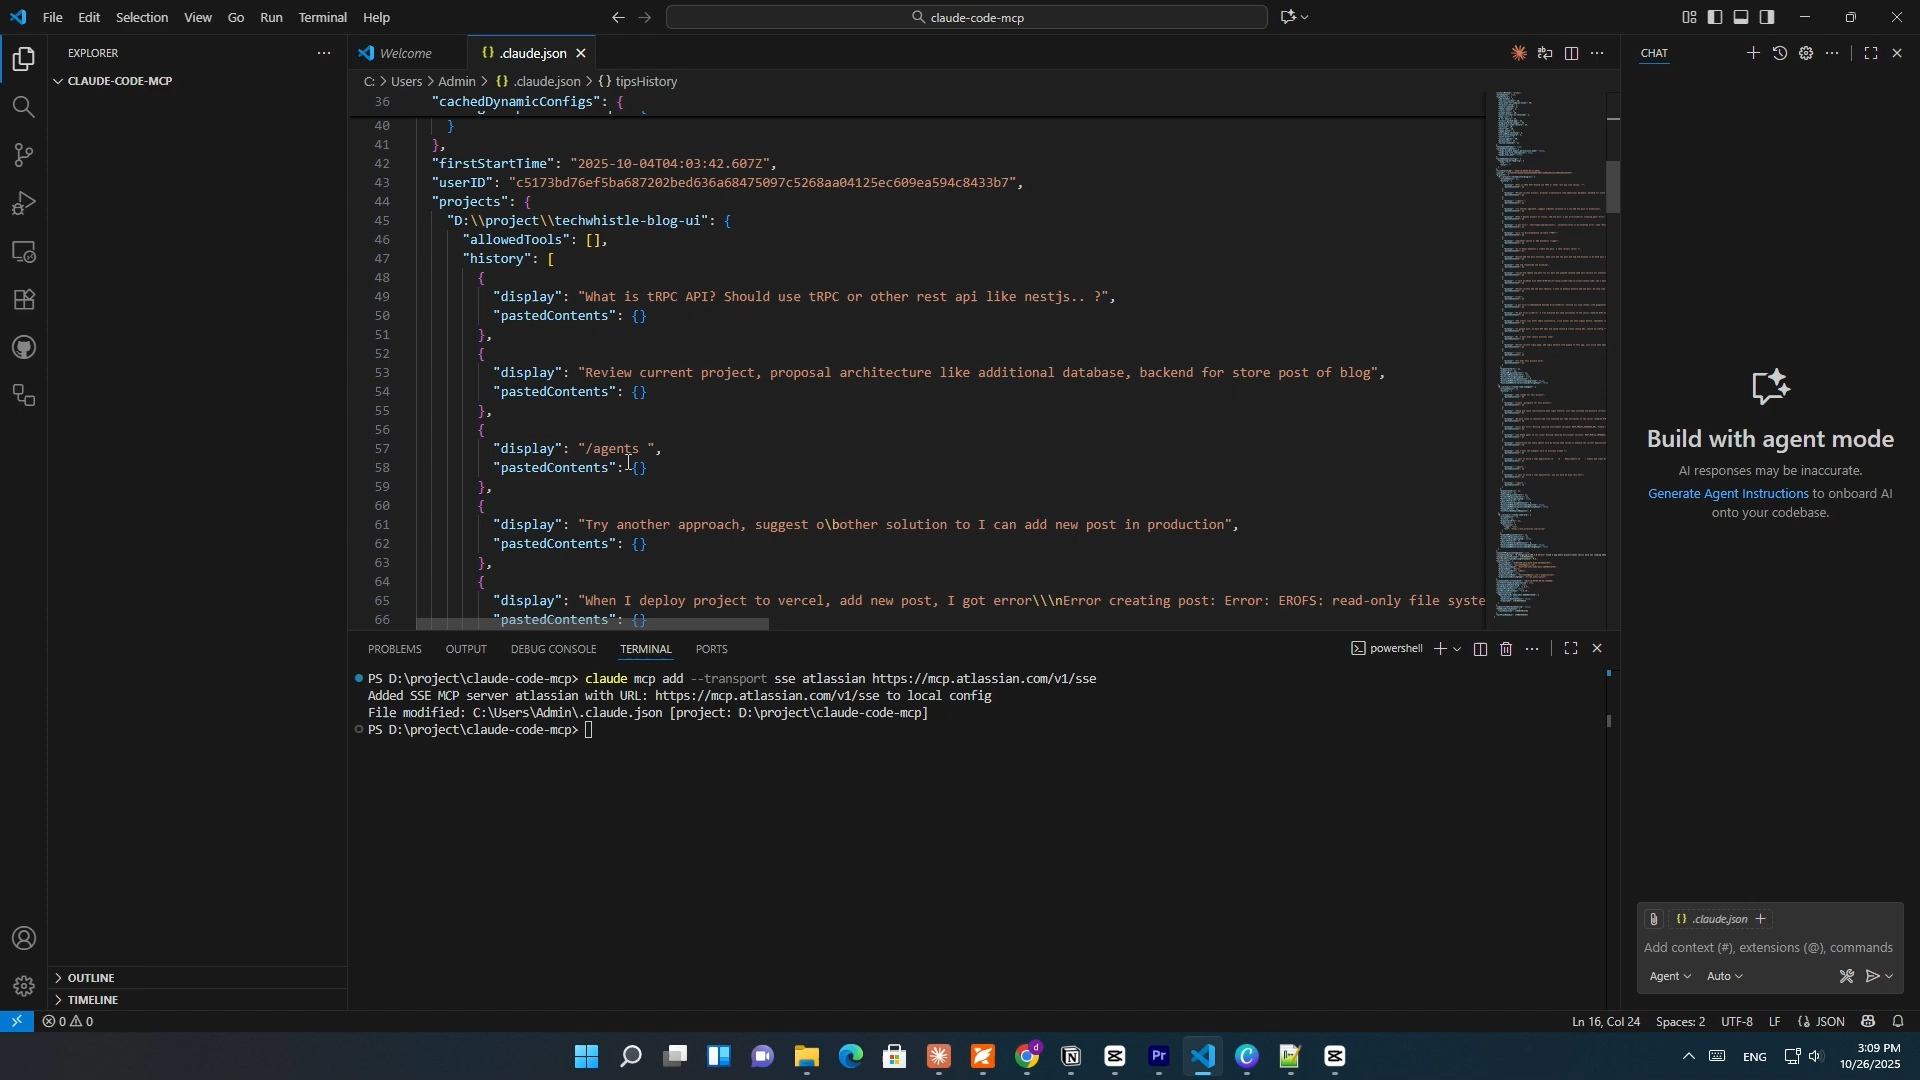 File Edit Selection View Go Run Terminal Help
claude-code-mcp
EXPLORER
CLAUDE-CODE-MCP
OUTLINE
TIMELINE
Welcome
{} .claude.json
C: > Users > Admin > {} .claude.json > {} tipsHistory
36 "cachedDynamicConfigs": {
40 }
41 },
42 "firstStartTime": "2025-10-04T04:03:42.607Z",
43 "userID": "c5173bd76ef5ba687202bed636a68475097c5268aa04125ec609ea594c8433b7",
44 "projects": {
45 "D:\\project\\techwhistle-blog-ui": {
46 "allowedTools": [],
47 "history": [
48 {
49 "display": "What is tRPC API? Should use tRPC or other rest api like nestjs.. ?",
50 "pastedContents": {}
51 },
52 {
53 "display": "Review current project, proposal architecture like additional database, backend for store post of blog",
54 "pastedContents": {}
55 },
56 {
57 "display": "/agents ",
58 "pastedContents": {}
59 },
60 {
61 "display": "Try another approach, suggest o\bother solution to I can add new post in production",
62 "pastedContents": {}
63 },
64 {
65 "display": "When I deploy project to vercel, add new post, I got error\\\nError creating post: Error: EROFS: read-only file syste
66 "pastedContents": {}
PROBLEMS OUTPUT DEBUG CONSOLE TERMINAL PORTS
powershell
PS D:\project\claude-code-mcp> claude mcp add --transport sse atlassian https://mcp.atlassian.com/v1/sse
Added SSE MCP server atlassian with URL: https://mcp.atlassian.com/v1/sse to local config
File modified: C:\Users\Admin\.claude.json [project: D:\project\claude-code-mcp]
PS D:\project\claude-code-mcp>
CHAT
Build with agent mode
AI responses may be inaccurate.
Generate Agent Instructions to onboard AI
onto your codebase.
{} .claude.json
Add context (#), extensions (@), commands
Agent Auto
0 0
Ln 16, Col 24 Spaces: 2 UTF-8 LF {} JSON
ENG
3:09 PM
10/26/2025